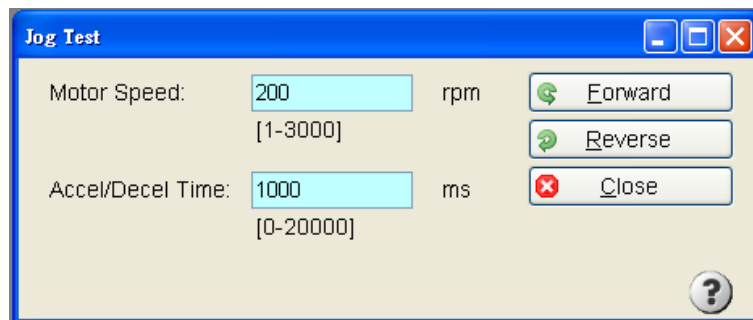 Jog Test
Motor Speed: 200 rpm Forward
[1-3000]
Reverse
Accel/Decel Time: 1000 ms Close
[0-20000]
?